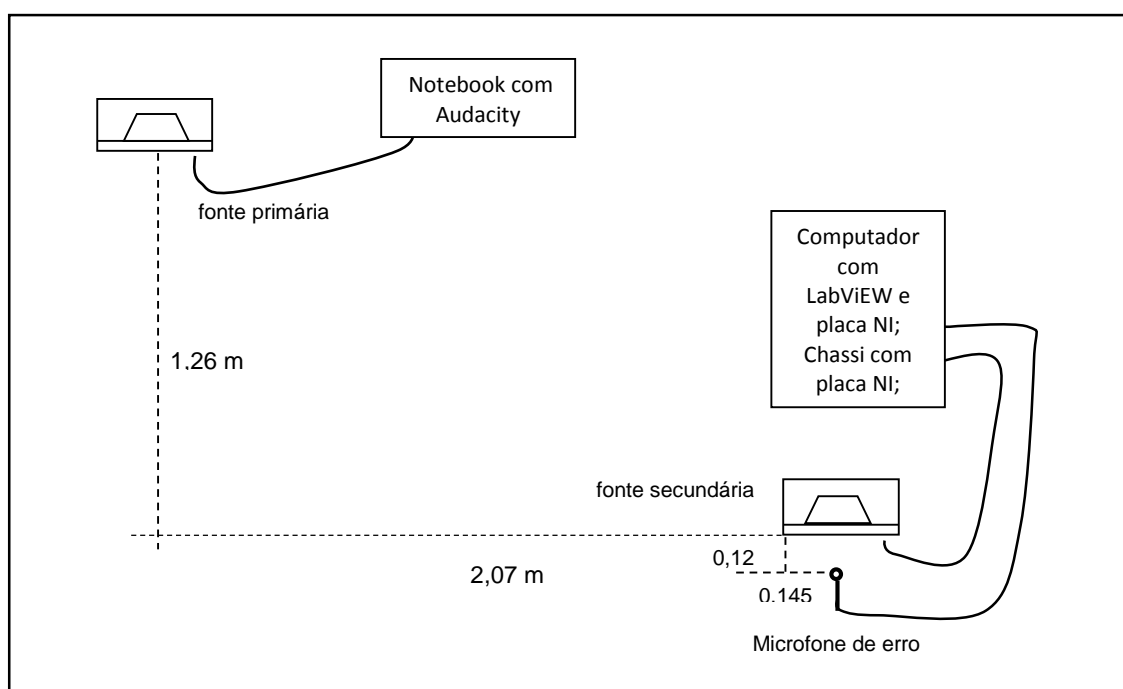 Notebook com
Audacity
fonte primária
Computador
com
LabViEW e
placa NI;
Chassi com
placa NI;
1.26 m
fonte secundária
0,12
2,07 m
0.145
Microfone de erro